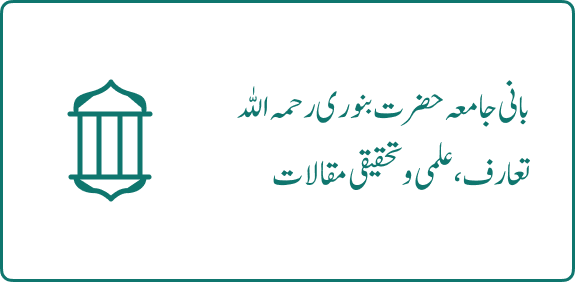 بانی جامعہ حضرت بنوری رحمہ اللہ
تعارف، علمی و تحقیقی مقالات